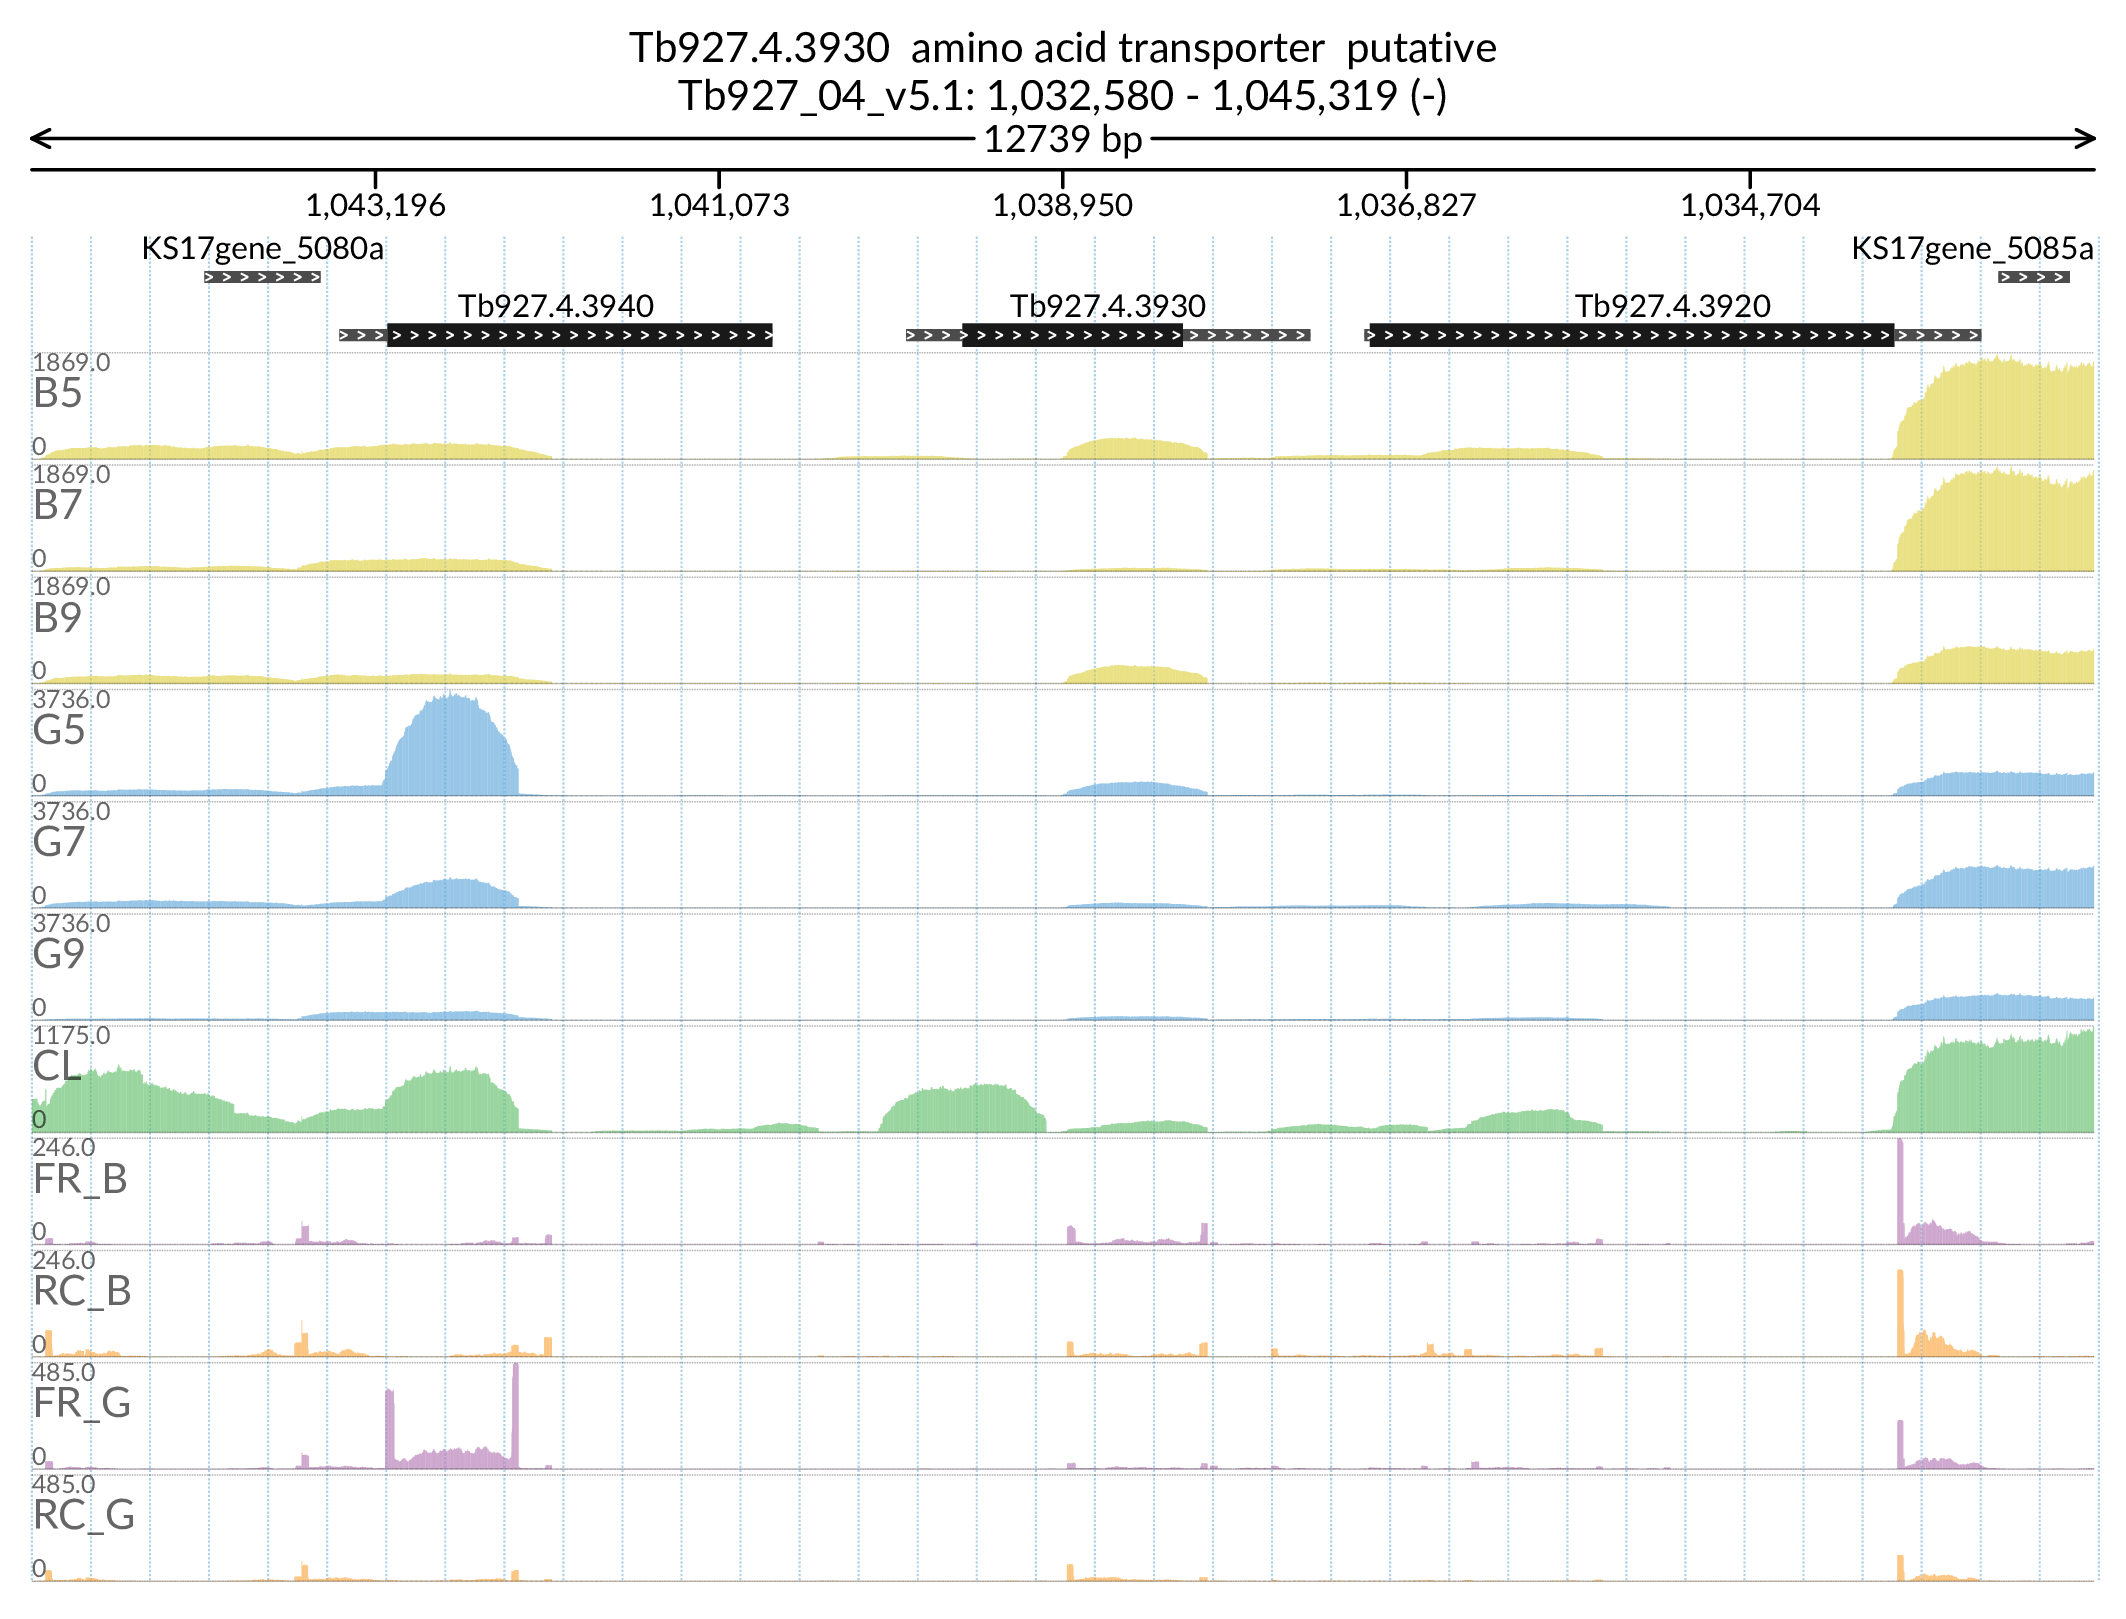 Tb927.4.3930  amino acid transporter  putative
Tb927_04_v5.1: 1,032,580 - 1,045,319 (-)
12739 bp
1,043,196 1,041,073 1,038,950 1,036,827 1,034,704
KS17gene_5080a KS17gene_5085a
Tb927.4.3940 Tb927.4.3930 Tb927.4.3920
1869.0
B5
0
1869.0
B7
0
1869.0
B9
0
3736.0
G5
0
3736.0
G7
0
3736.0
G9
0
1175.0
CL
0
246.0
FR_B
0
246.0
RC_B
0
485.0
FR_G
0
485.0
RC_G
0